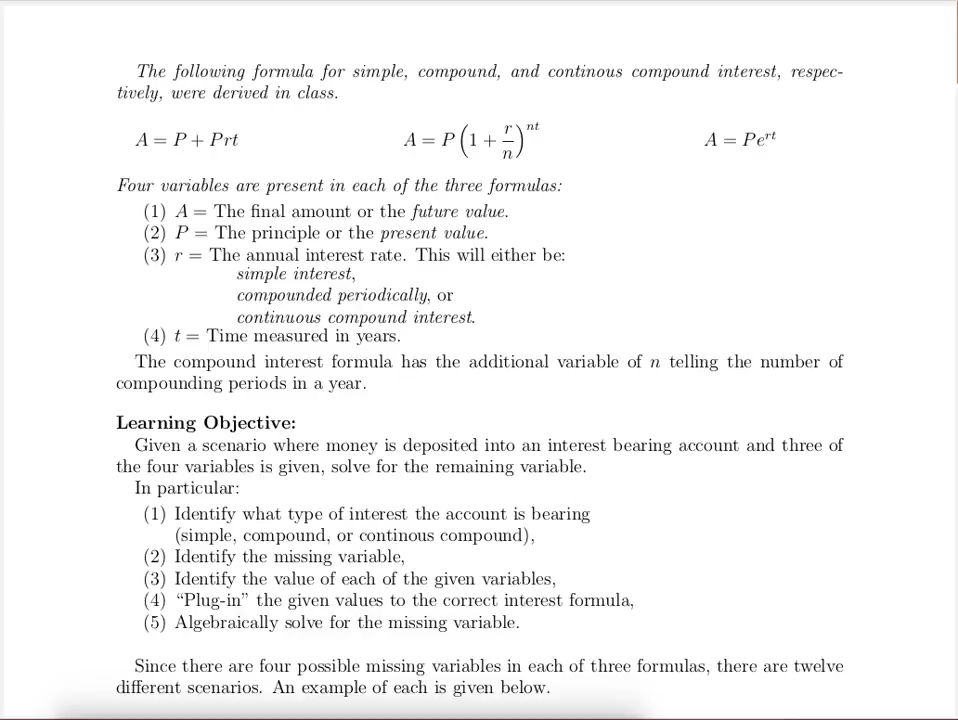 The following formula for simple, compound, and continous compound interest, respec-
tively, were derived in class.
A = P + Prt    A = P(1 + r/n)^{nt}    A = Pe^{rt}
Four variables are present in each of the three formulas:
(1) A = The final amount or the future value.
(2) P = The principle or the present value.
(3) r = The annual interest rate. This will either be:
simple interest,
compounded periodically, or
continuous compound interest.
(4) t = Time measured in years.
The compound interest formula has the additional variable of n telling the number of
compounding periods in a year.
Learning Objective:
Given a scenario where money is deposited into an interest bearing account and three of
the four variables is given, solve for the remaining variable.
In particular:
(1) Identify what type of interest the account is bearing
(simple, compound, or continous compound),
(2) Identify the missing variable,
(3) Identify the value of each of the given variables,
(4) “Plug-in” the given values to the correct interest formula,
(5) Algebraically solve for the missing variable.
Since there are four possible missing variables in each of three formulas, there are twelve
different scenarios. An example of each is given below.